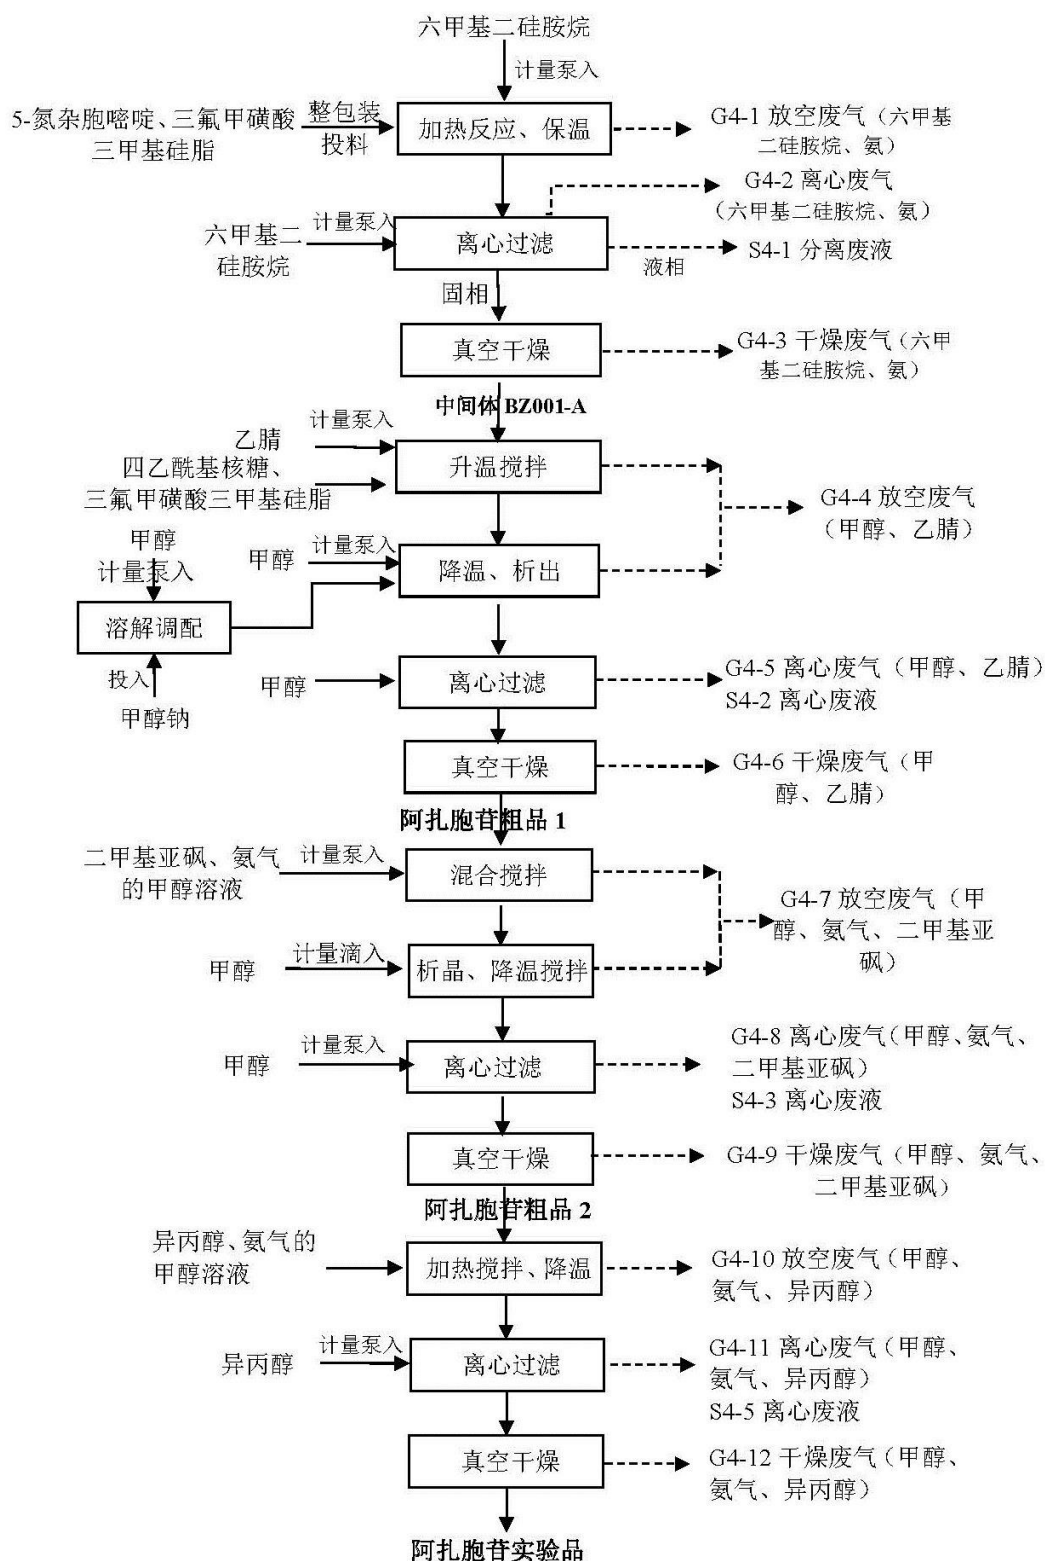 六甲基二硅胺烷
计量泵入
5-氮杂胞嘧啶、三氟甲磺酸
三甲基硅脂
整包装
投料
加热反应、保温
G4-1 放空废气（六甲基
二硅胺烷、氨）
G4-2 离心废气
（六甲基二硅胺烷、氨）
六甲基二
硅胺烷
计量泵入
离心过滤
液相
S4-1 分离废液
固相
真空干燥
G4-3 干燥废气（六甲
基二硅胺烷、氨）
中间体 BZ001-A
计量泵入
乙腈
四乙酰基核糖、
三氟甲磺酸三甲基硅脂
升温搅拌
G4-4 放空废气
（甲醇、乙腈）
甲醇
计量泵入
甲醇
计量泵入
降温、析出
溶解调配
投入
甲醇钠
甲醇
离心过滤
G4-5 离心废气（甲醇、乙腈）
S4-2 离心废液
真空干燥
G4-6 干燥废气（甲
醇、乙腈）
阿扎胞苷粗品 1
二甲基亚砜、氨气
的甲醇溶液
计量泵入
混合搅拌
G4-7 放空废气（甲
醇、氨气、二甲基亚
砜）
甲醇
计量滴入
析晶、降温搅拌
甲醇
计量泵入
离心过滤
G4-8 离心废气（甲醇、氨气、
二甲基亚砜）
S4-3 离心废液
真空干燥
G4-9 干燥废气（甲醇、氨气、
二甲基亚砜）
阿扎胞苷粗品 2
异丙醇、氨气的
甲醇溶液
加热搅拌、降温
G4-10 放空废气（甲醇、
氨气、异丙醇）
异丙醇
计量泵入
离心过滤
G4-11 离心废气（甲醇、
氨气、异丙醇）
S4-5 离心废液
真空干燥
G4-12 干燥废气（甲醇、
氨气、异丙醇）
阿扎胞苷实验品